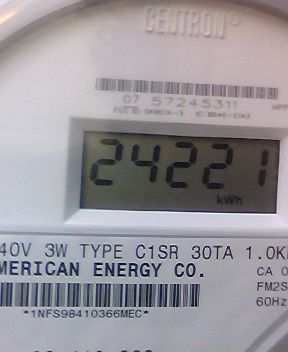 CENTRON®
07 57245311
24221
kWh
40V 3W TYPE C1SR 30TA 1.0K
MERICAN ENERGY CO.
CA 0
FM2S
60Hz
*1NFS98410366MEC*